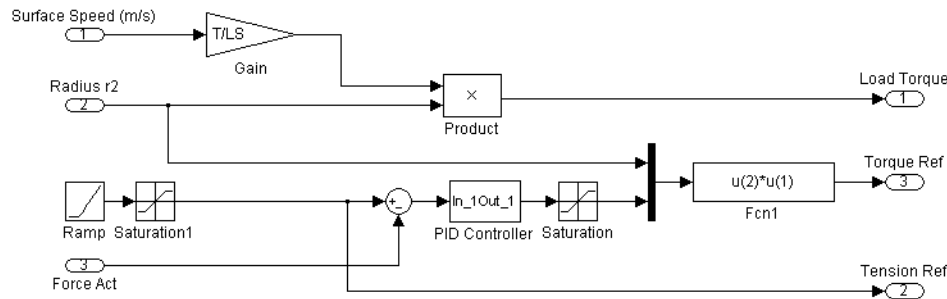 Surface Speed (m/s)
1
T/LS
Gain
Radius r2
2
×
Product
Load Torque
1
Torque Ref
u(2)*u(1)
3
Fcn1
Ramp
Saturation1
+
-
In_1Out_1
PID Controller
Saturation
3
Force Act
Tension Ref
2